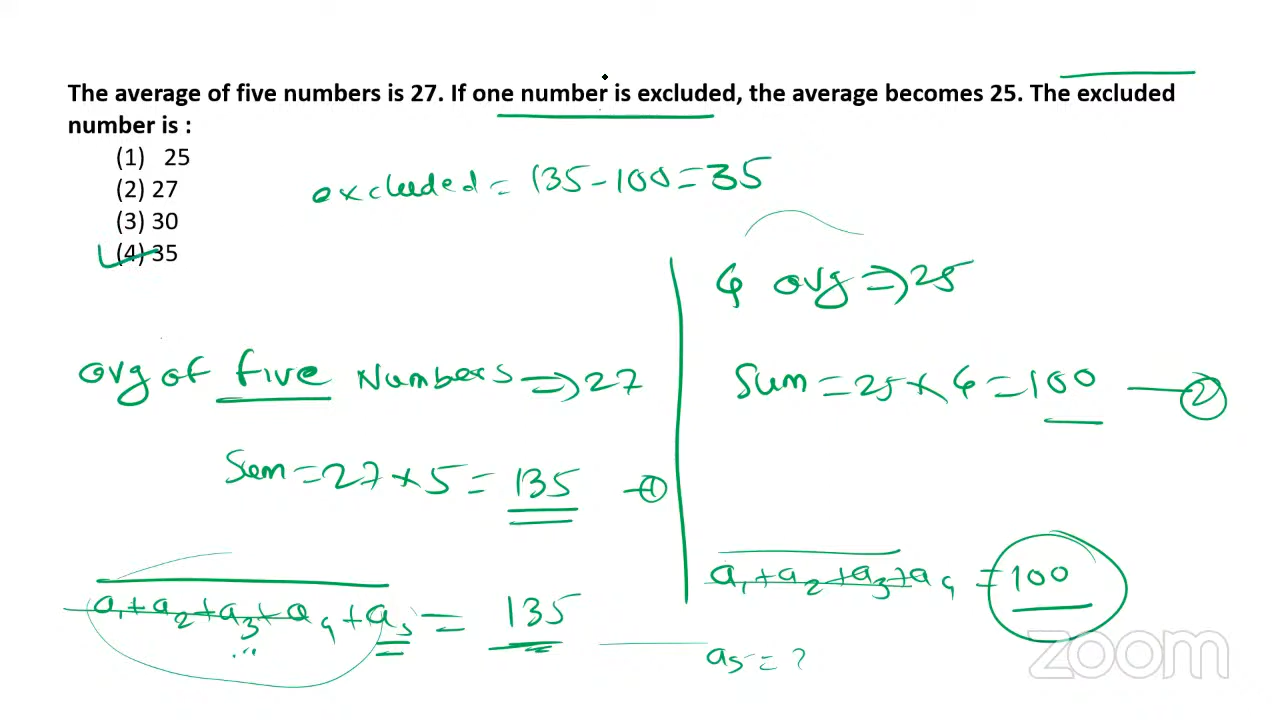 The average of five numbers is 27. If one number is excluded, the average becomes 25. The excluded
number is :
(1) 25
(2) 27
(3) 30
(4) 35
excluded = 135 - 100 = 35
4 avg => 25
avg of five Numbers => 27
Sum = 25 × 4 = 100 — ②
Sum = 27 × 5 = 135 — ①
a₁+a₂+a₃+a₄ = 100
a₁+a₂+a₃+a₄+a₅ = 135
a₅ = ?
zoom